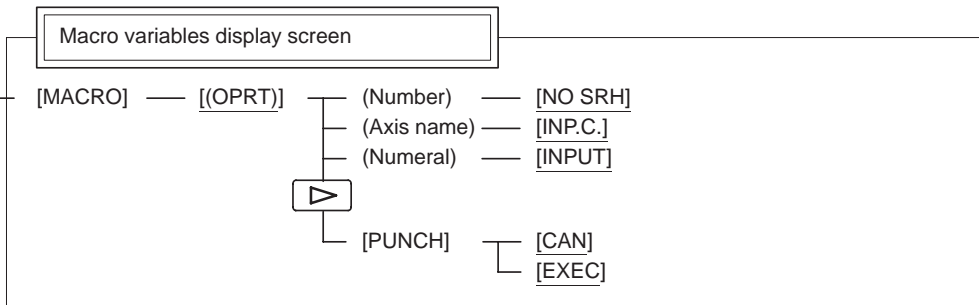 Macro variables display screen
[MACRO] [(OPRT)] (Number) [NO SRH]
(Axis name) [INP.C.]
(Numeral) [INPUT]
[PUNCH] [CAN]
[EXEC]